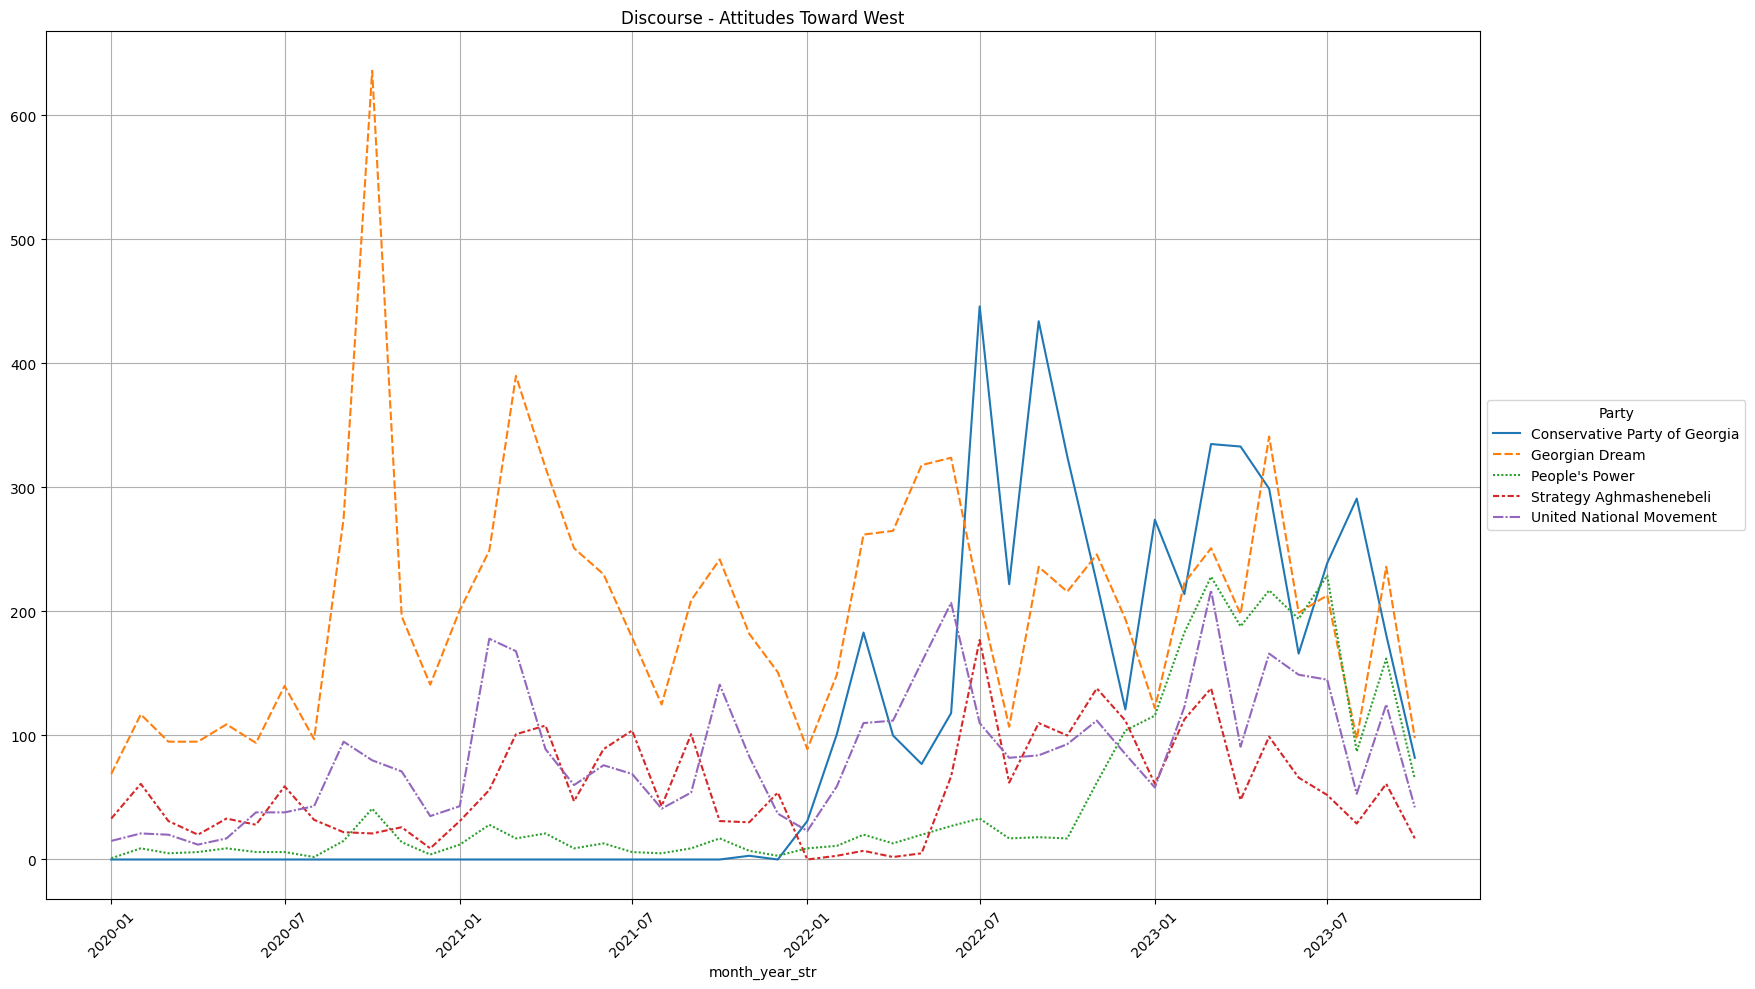 Discourse - Attitudes Toward West
600
500
400
300
200
100
0
2020-01
2020-07
2021-01
2021-07
2022-01
2022-07
2023-01
2023-07
month_year_str
Party
Conservative Party of Georgia
Georgian Dream
People's Power
Strategy Aghmashenebeli
United National Movement